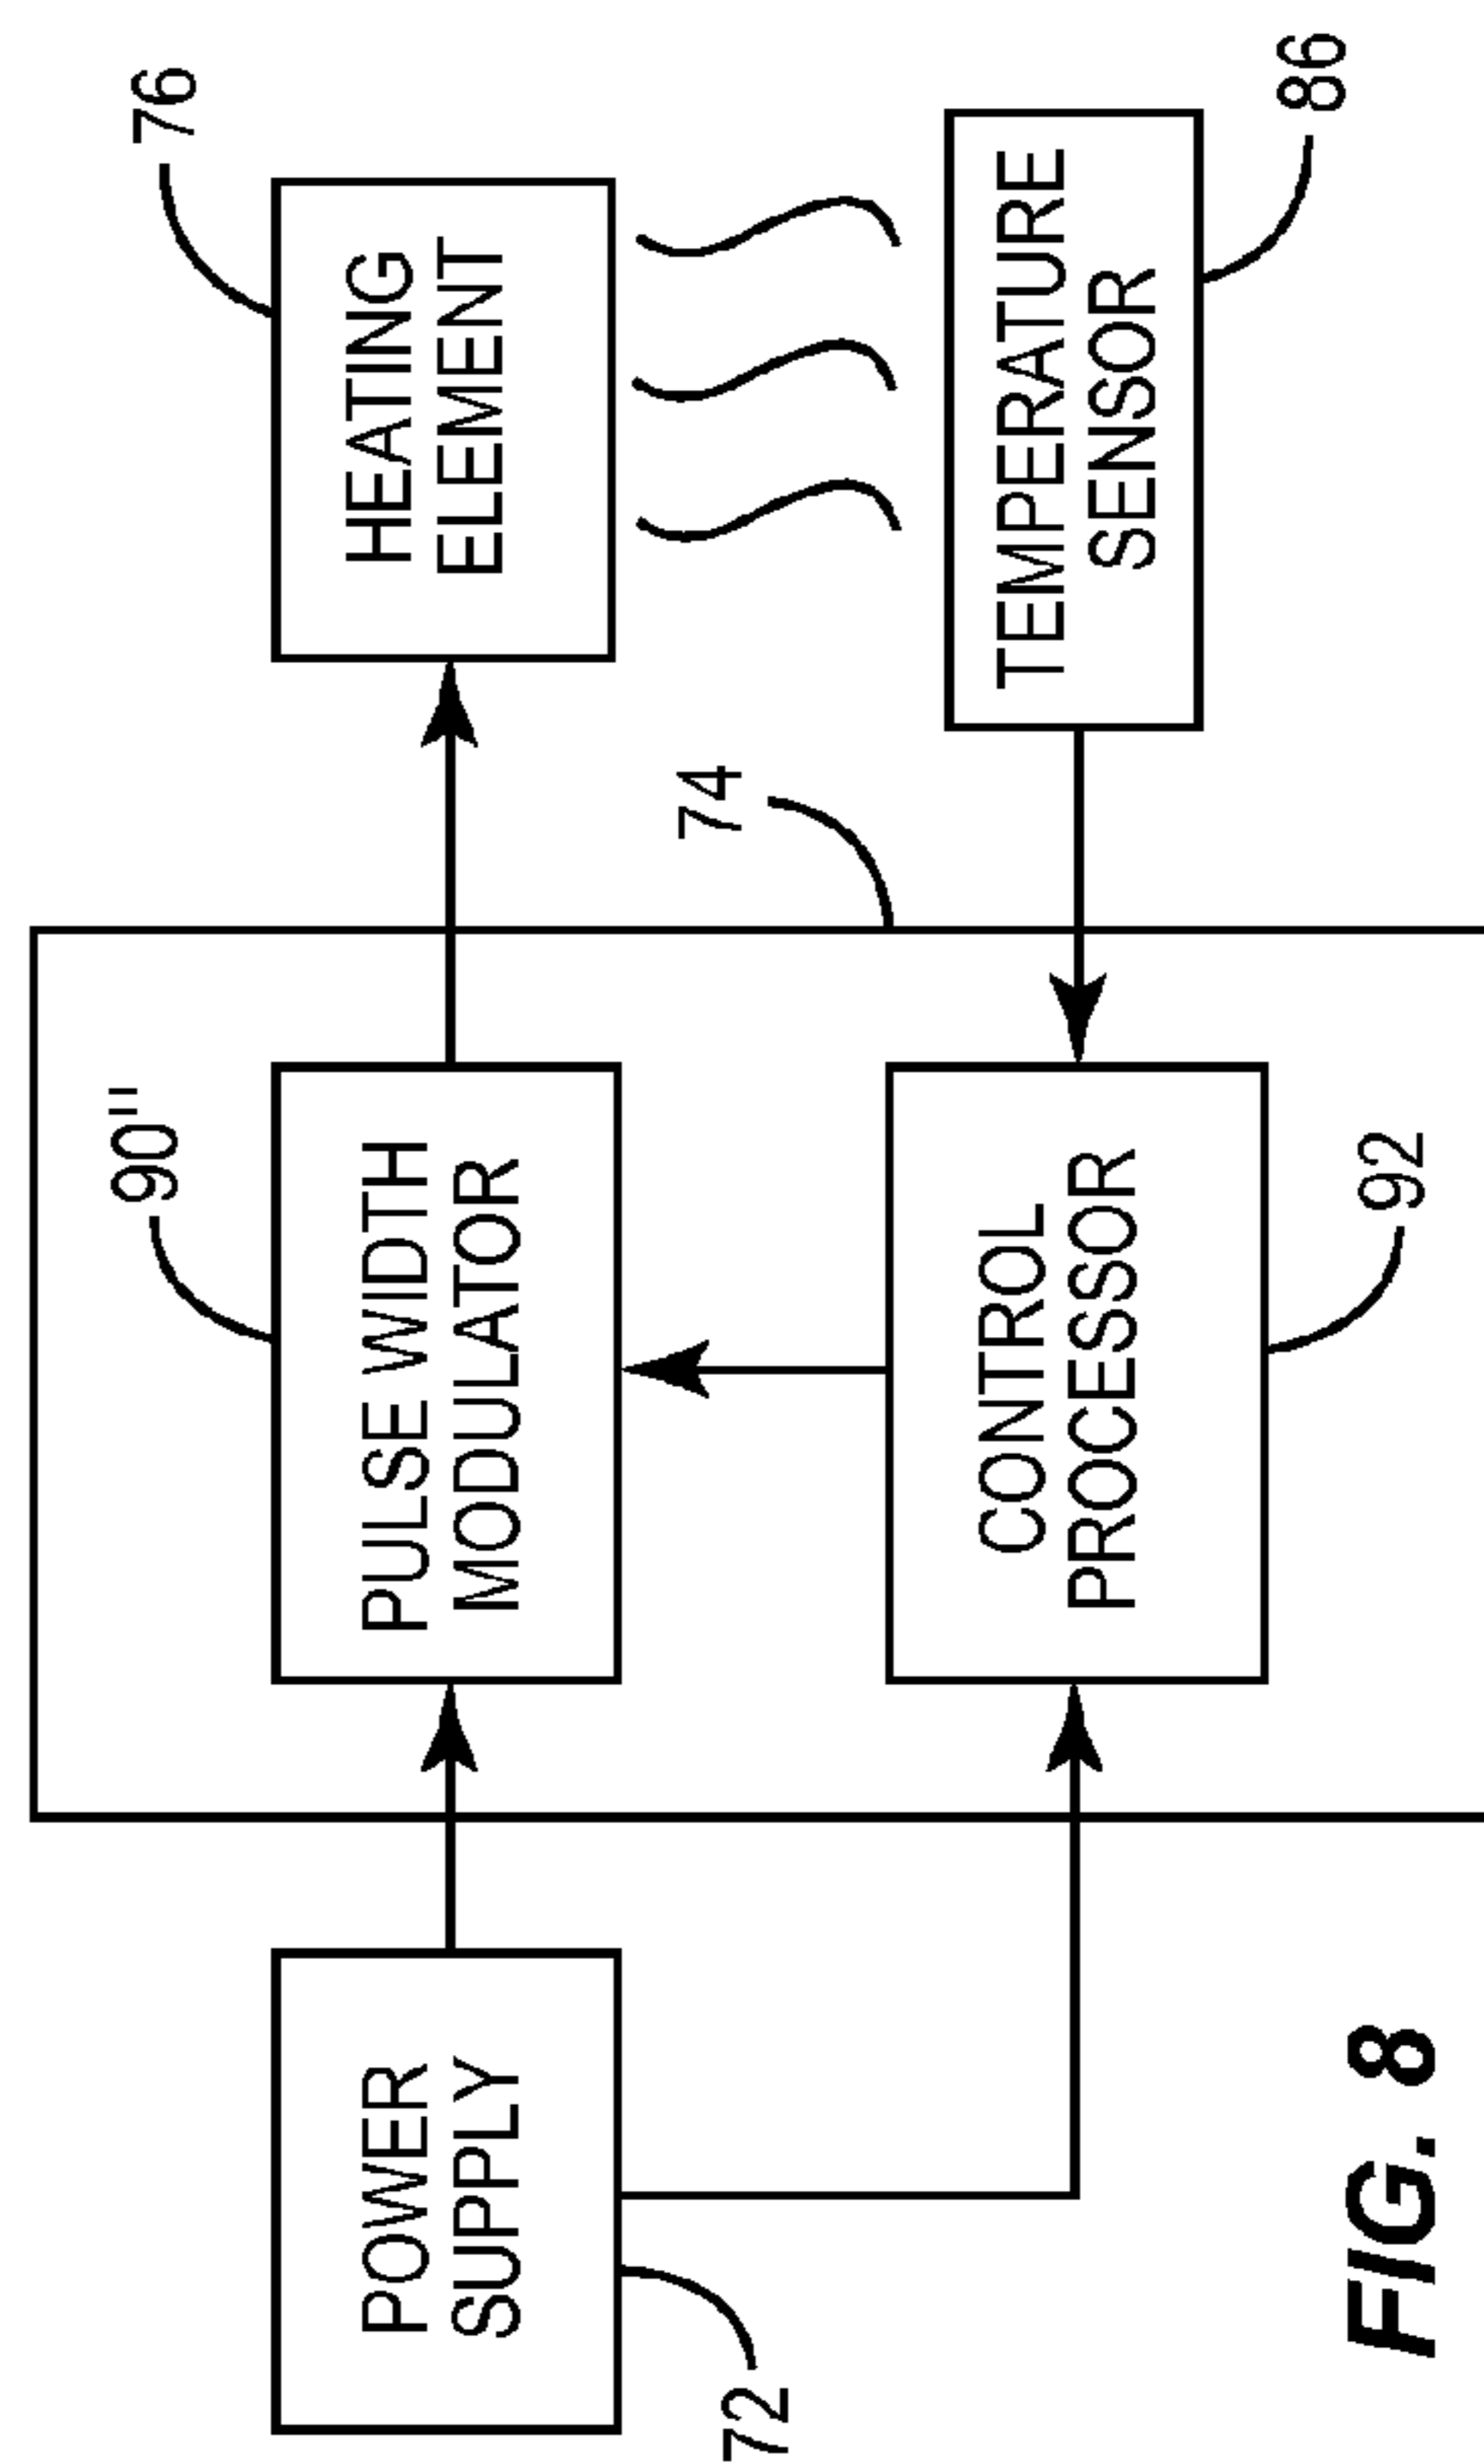 76
HEATING
ELEMENT
TEMPERATURE
SENSOR
86
74
90"
PULSE WIDTH
MODULATOR
CONTROL
PROCESSOR
92
POWER
SUPPLY
72
FIG. 8